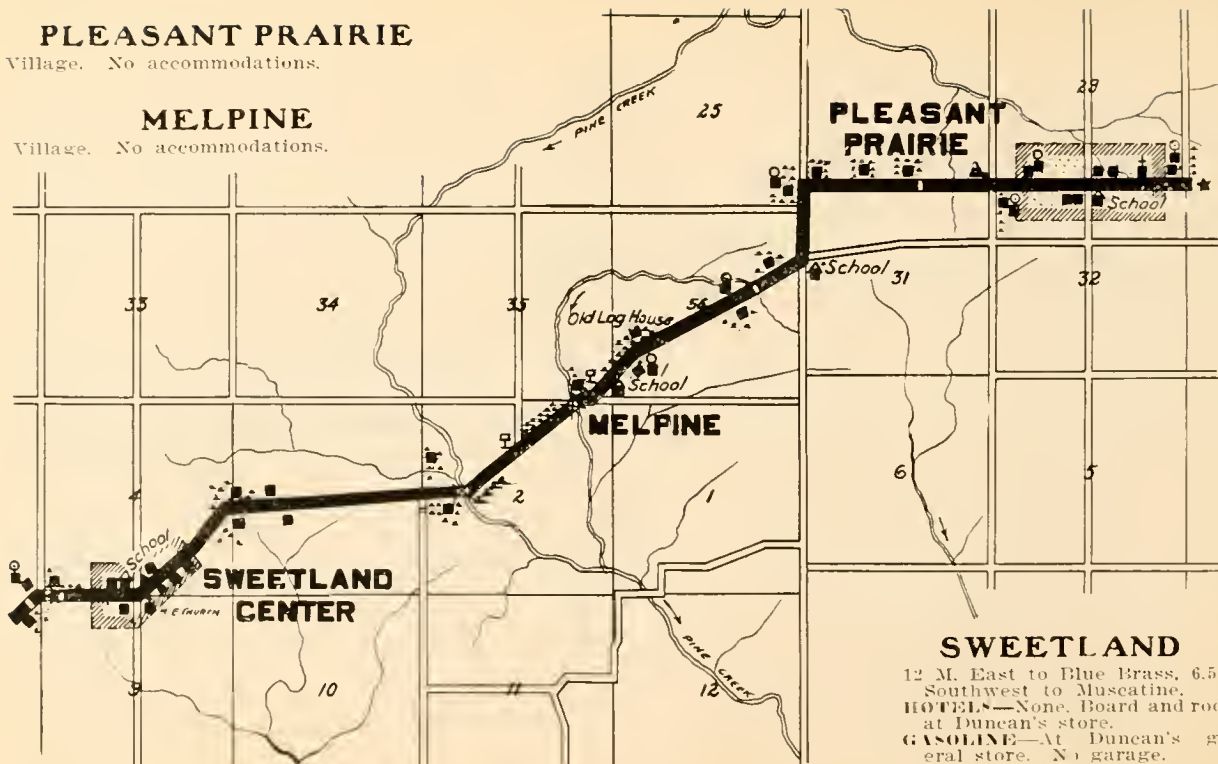 PLEASANT PRAIRIE
Village. No accommodations.
MELPINE
Village. No accommodations.
PINE CREEK
25
28
PLEASANT
PRAIRIE
School
School
31
32
33
34
35
36
Old Log House
School
MELPINE
6
5
4
2
1
School
SWEETLAND
CENTER
M.E CHURCH
PINE CREEK
9
10
11
12
SWEETLAND
12 M. East to Blue Brass, 6.5
Southwest to Muscatine.
HOTELS—None. Board and roo
at Duncan's store.
GASOLINE—At Duncan's g
eral store. No garage.